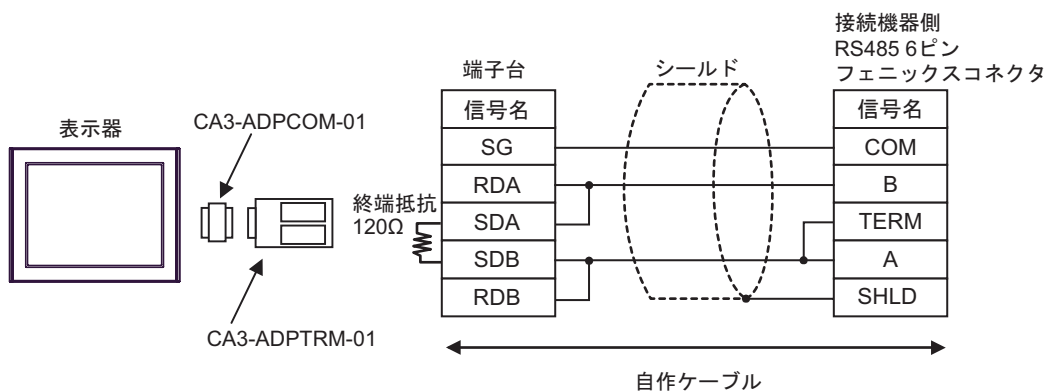 接続機器側
RS485 6ピン
フェニックスコネクタ
端子台
シールド
表示器
CA3-ADPCOM-01
CA3-ADPTRM-01
終端抵抗
120Ω
信号名
SG
RDA
SDA
SDB
RDB
信号名
COM
B
TERM
A
SHLD
自作ケーブル